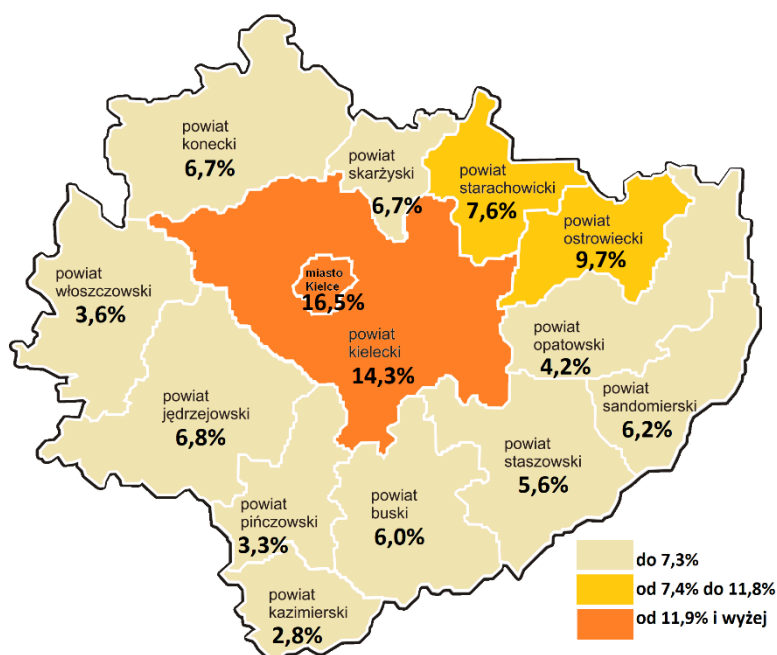 powiat
konecki
6,7%
powiat
skarżyski
6,7%
powiat
starachowicki
7,6%
powiat
ostrowiecki
9,7%
powiat
włoszczowski
3,6%
miasto
Kielce
16,5%
powiat
kielecki
14,3%
powiat
opatowski
4,2%
powiat
sandomierski
6,2%
powiat
jędrzejowski
6,8%
powiat
staszowski
5,6%
powiat
pińczowski
3,3%
powiat
buski
6,0%
powiat
kazimierski
2,8%
do 7,3%
od 7,4% do 11,8%
od 11,9% i wyżej